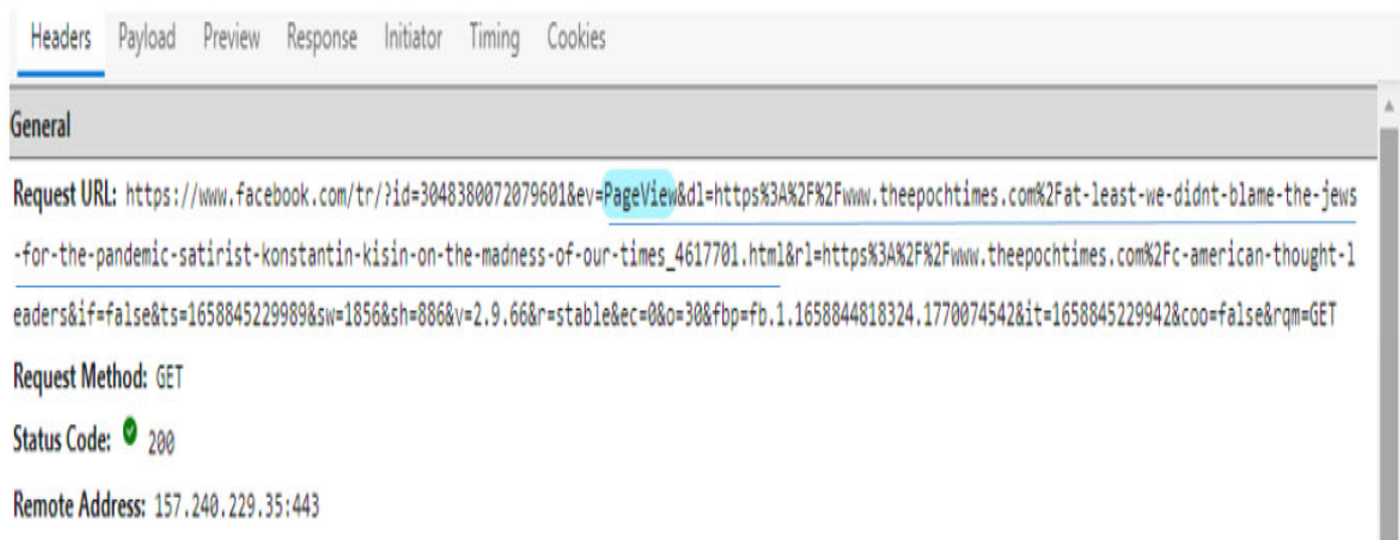 Headers Payload Preview Response Initiator Timing Cookies
General
Request URL: https://www.facebook.com/tr/?id=3048380072079601&ev=PageView&dl=https%3A%2F%2Fwww.theepochtimes.com%2Fat-least-we-didnt-blame-the-jews
-for-the-pandemic-satirist-konstantin-kisin-on-the-madness-of-our-times_4617701.html&rl=https%3A%2F%2Fwww.theepochtimes.com%2Fc-american-thought-l
eaders&if=false&ts=1658845229989&sw=1856&sh=886&v=2.9.66&r=stable&ec=0&o=30&fbp=fb.1.1658844818324.1770074542&it=1658845229942&coo=false&rqm=GET
Request Method: GET
Status Code: 200
Remote Address: 157.240.229.35:443